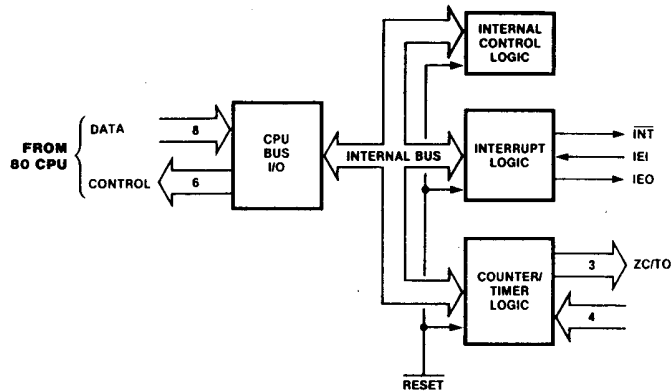 INTERNAL
CONTROL
LOGIC
FROM
80 CPU
DATA
8
CONTROL
6
CPU
BUS
I/O
INTERNAL BUS
INTERRUPT
LOGIC
INT
IEI
IEO
COUNTER/
TIMER
LOGIC
3
ZC/TO
4
RESET